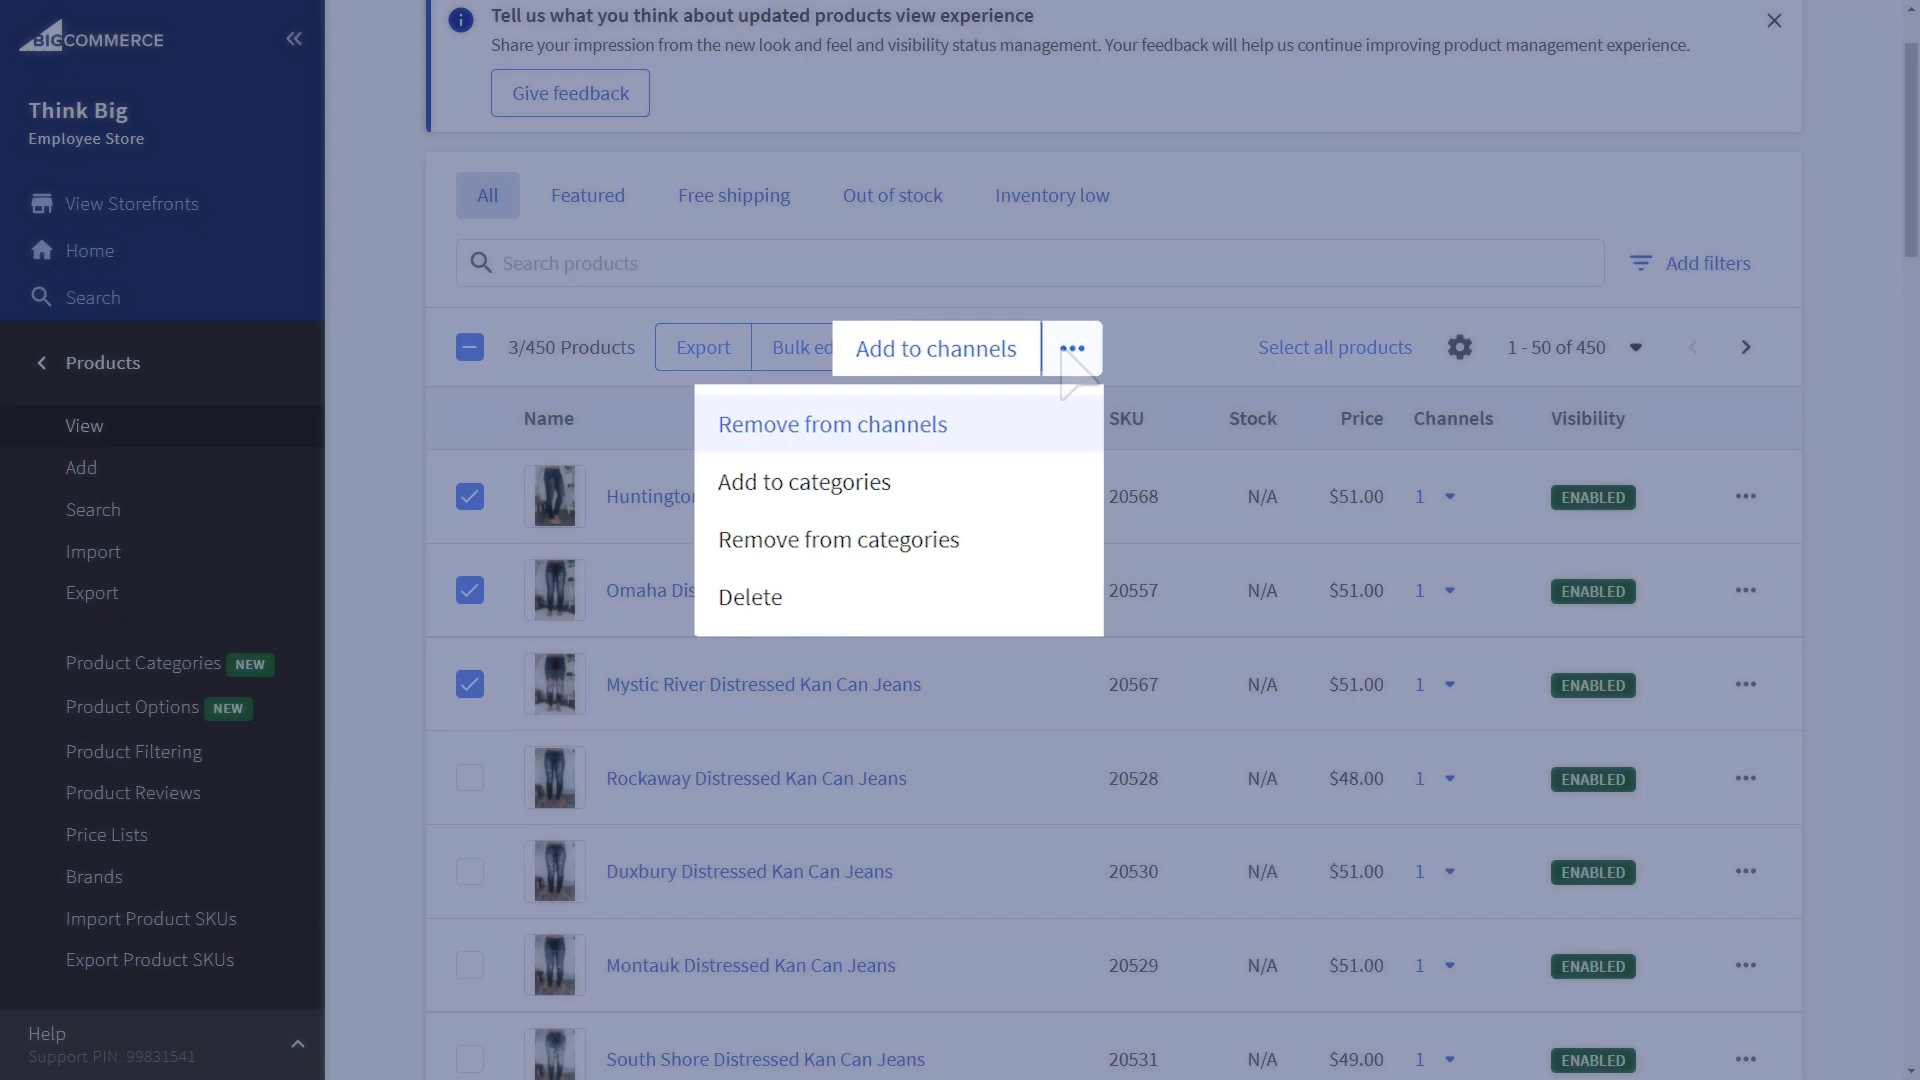 BIGCOMMERCE
Think Big
Employee Store
View Storefronts
Home
Search
Products
View
Add
Search
Import
Export
Product Categories NEW
Product Options NEW
Product Filtering
Product Reviews
Price Lists
Brands
Import Product SKUs
Export Product SKUs
Help
Support PIN: 99831541
Tell us what you think about updated products view experience
Share your impression from the new look and feel and visibility status management. Your feedback will help us continue improving product management experience.
Give feedback
All Featured Free shipping Out of stock Inventory low
Search products Add filters
3/450 Products Export Bulk ed Add to channels Select all products 1 - 50 of 450
Remove from channels
Add to categories
Remove from categories
Delete
Name SKU Stock Price Channels Visibility
Huntington 20568 N/A $51.00 1 ENABLED
Omaha Dis 20557 N/A $51.00 1 ENABLED
Mystic River Distressed Kan Can Jeans 20567 N/A $51.00 1 ENABLED
Rockaway Distressed Kan Can Jeans 20528 N/A $48.00 1 ENABLED
Duxbury Distressed Kan Can Jeans 20530 N/A $51.00 1 ENABLED
Montauk Distressed Kan Can Jeans 20529 N/A $51.00 1 ENABLED
South Shore Distressed Kan Can Jeans 20531 N/A $49.00 1 ENABLED